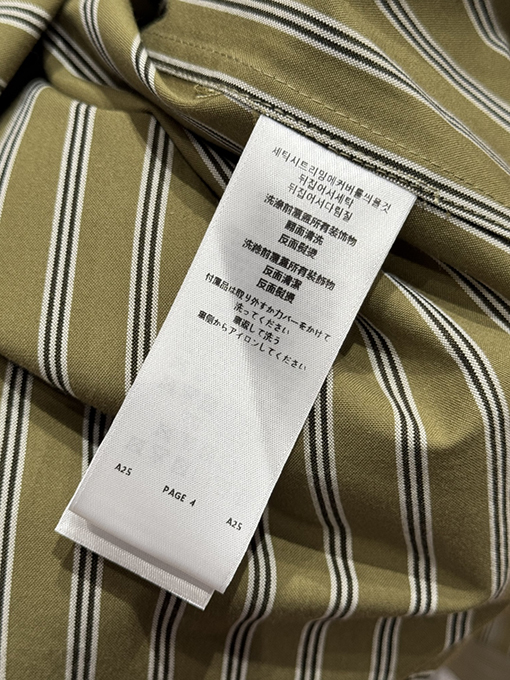 세탁시트리밍에커버를씌울것
뒤집어서세탁
뒤집어서다림질
洗滌前覆蓋所有装饰物
翻面清洗
反面熨燙
洗滌前覆蓋所有裝飾物
反面清潔
反面熨燙
付属品は取り外すかカバーをかけて
洗ってください
裏返して洗う
裏側からアイロンしてください
A25
PAGE 4
A25